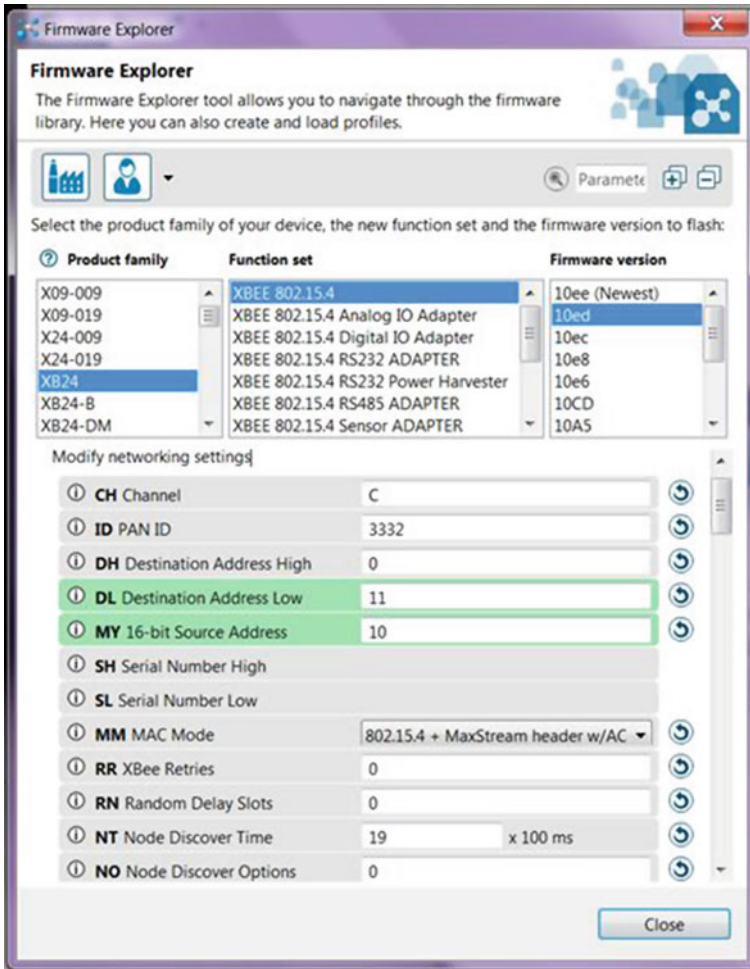 Firmware Explorer
Firmware Explorer
The Firmware Explorer tool allows you to navigate through the firmware
library. Here you can also create and load profiles.
Paramete
Select the product family of your device, the new function set and the firmware version to flash:
Product family Function set Firmware version
X09-009 XBEE 802.15.4 10ee (Newest)
X09-019 XBEE 802.15.4 Analog IO Adapter 10ed
X24-009 XBEE 802.15.4 Digital IO Adapter 10ec
X24-019 XBEE 802.15.4 RS232 ADAPTER 10e8
XB24 XBEE 802.15.4 RS232 Power Harvester 10e6
XB24-B XBEE 802.15.4 RS485 ADAPTER 10CD
XB24-DM XBEE 802.15.4 Sensor ADAPTER 10A5
Modify networking settings
CH Channel C
ID PAN ID 3332
DH Destination Address High 0
DL Destination Address Low 11
MY 16-bit Source Address 10
SH Serial Number High
SL Serial Number Low
MM MAC Mode 802.15.4 + MaxStream header w/AC
RR XBee Retries 0
RN Random Delay Slots 0
NT Node Discover Time 19 x 100 ms
NO Node Discover Options 0
Close